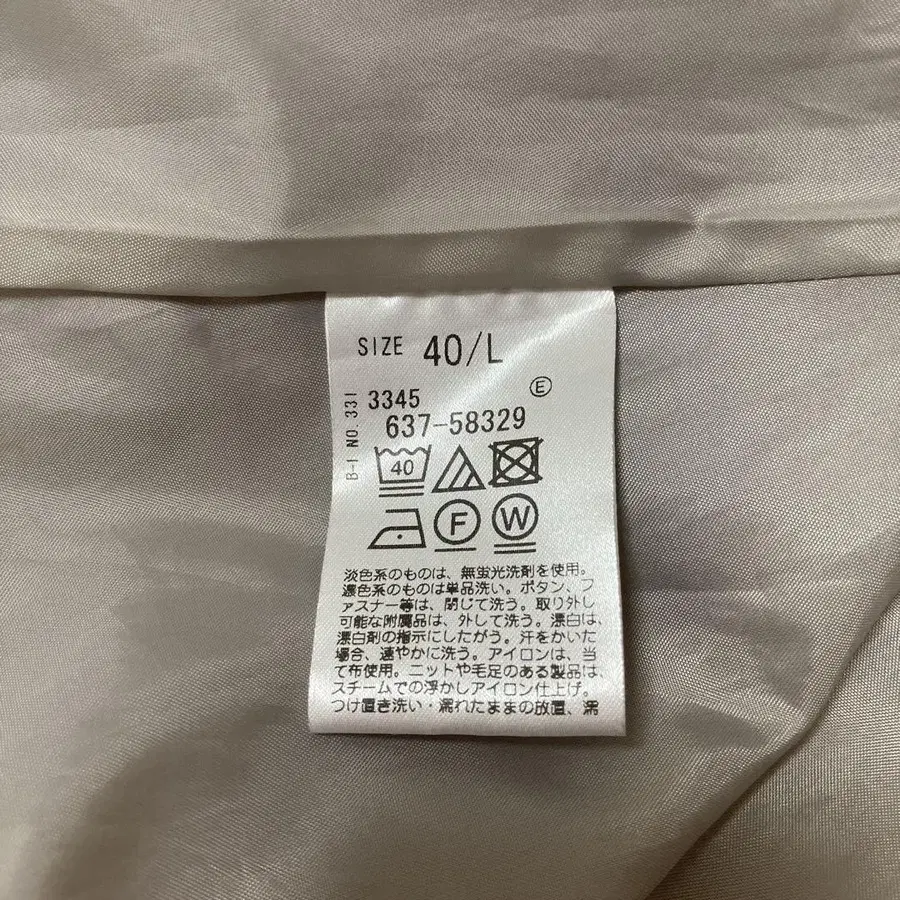 SIZE 40/L
Ⓔ
B-1 NO.331
3345
637-58329
40
F W
淡色系のものは、無蛍光洗剤を使用。
濃色系のものは単品洗い。ボタン、フ
ァスナー等は、閉じて洗う。取り外し
可能な附属品は、外して洗う。漂白は、
漂白剤の指示にしたがう。汗をかいた
場合、速やかに洗う。アイロンは、当
て布使用。ニットや毛足のある製品は、
スチームでの浮かしアイロン仕上げ。
つけ置き洗い・濡れたままの放置、濡